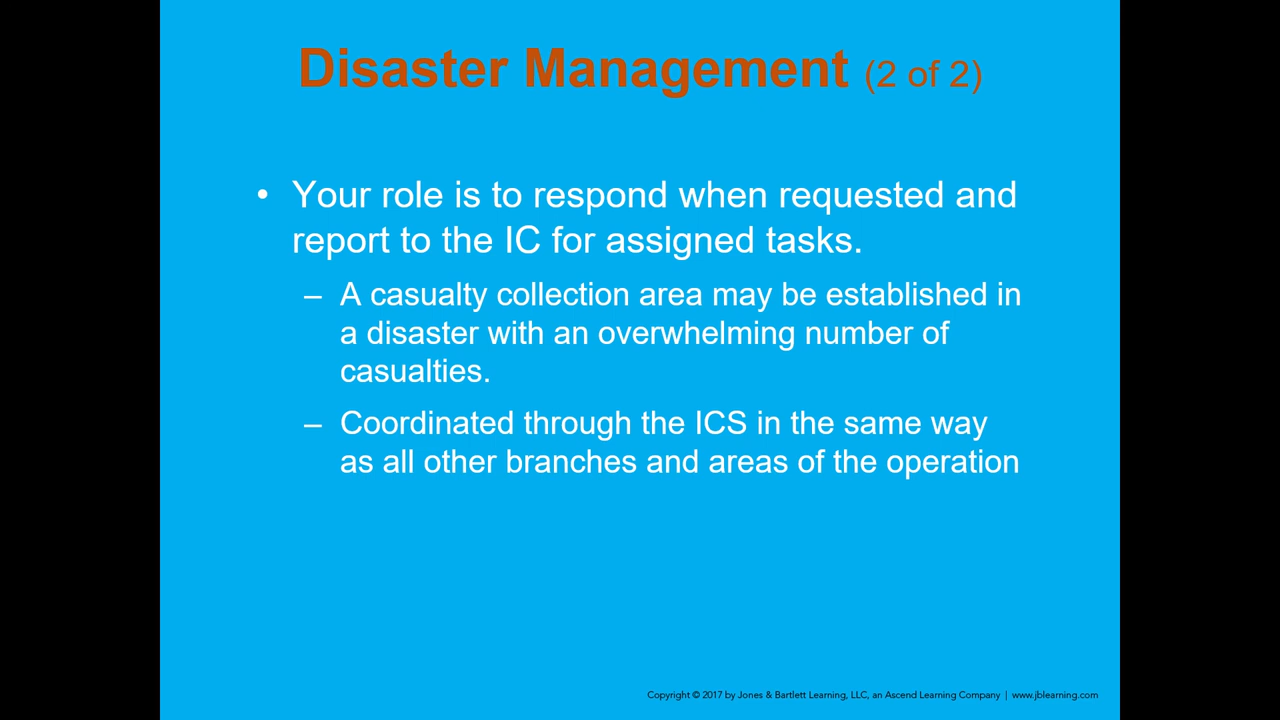 Disaster Management (2 of 2)
• Your role is to respond when requested and
report to the IC for assigned tasks.
– A casualty collection area may be established in
a disaster with an overwhelming number of
casualties.
– Coordinated through the ICS in the same way
as all other branches and areas of the operation
Copyright © 2017 by Jones & Bartlett Learning, LLC, an Ascend Learning Company | www.jblearning.com